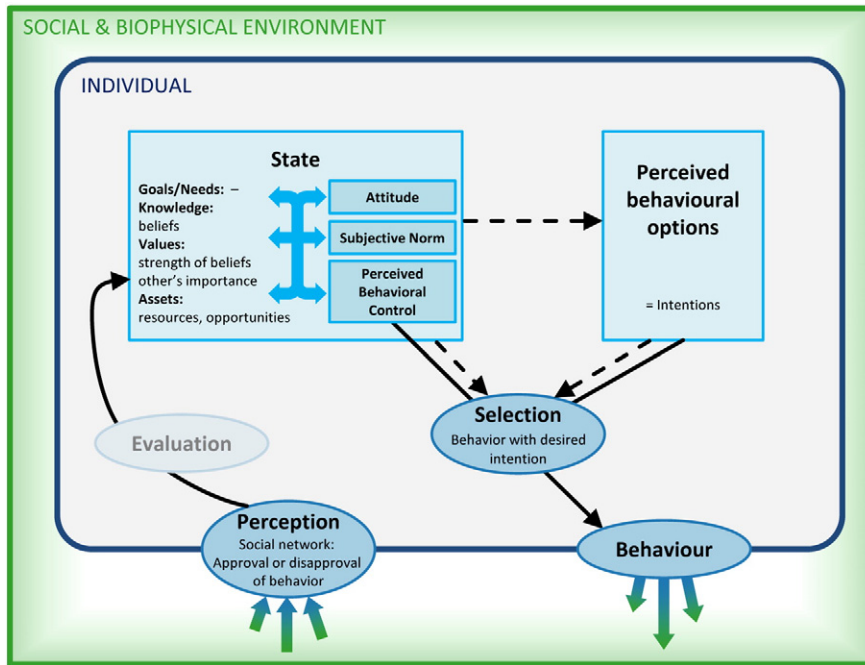 SOCIAL & BIOPHYSICAL ENVIRONMENT
INDIVIDUAL
State
Goals/Needs: –
Knowledge:
beliefs
Values:
strength of beliefs
other's importance
Assets:
resources, opportunities
Attitude
Subjective Norm
Perceived
Behavioral
Control
Perceived
behavioural
options
= Intentions
Selection
Behavior with desired
intention
Evaluation
Perception
Social network:
Approval or disapproval
of behavior
Behaviour